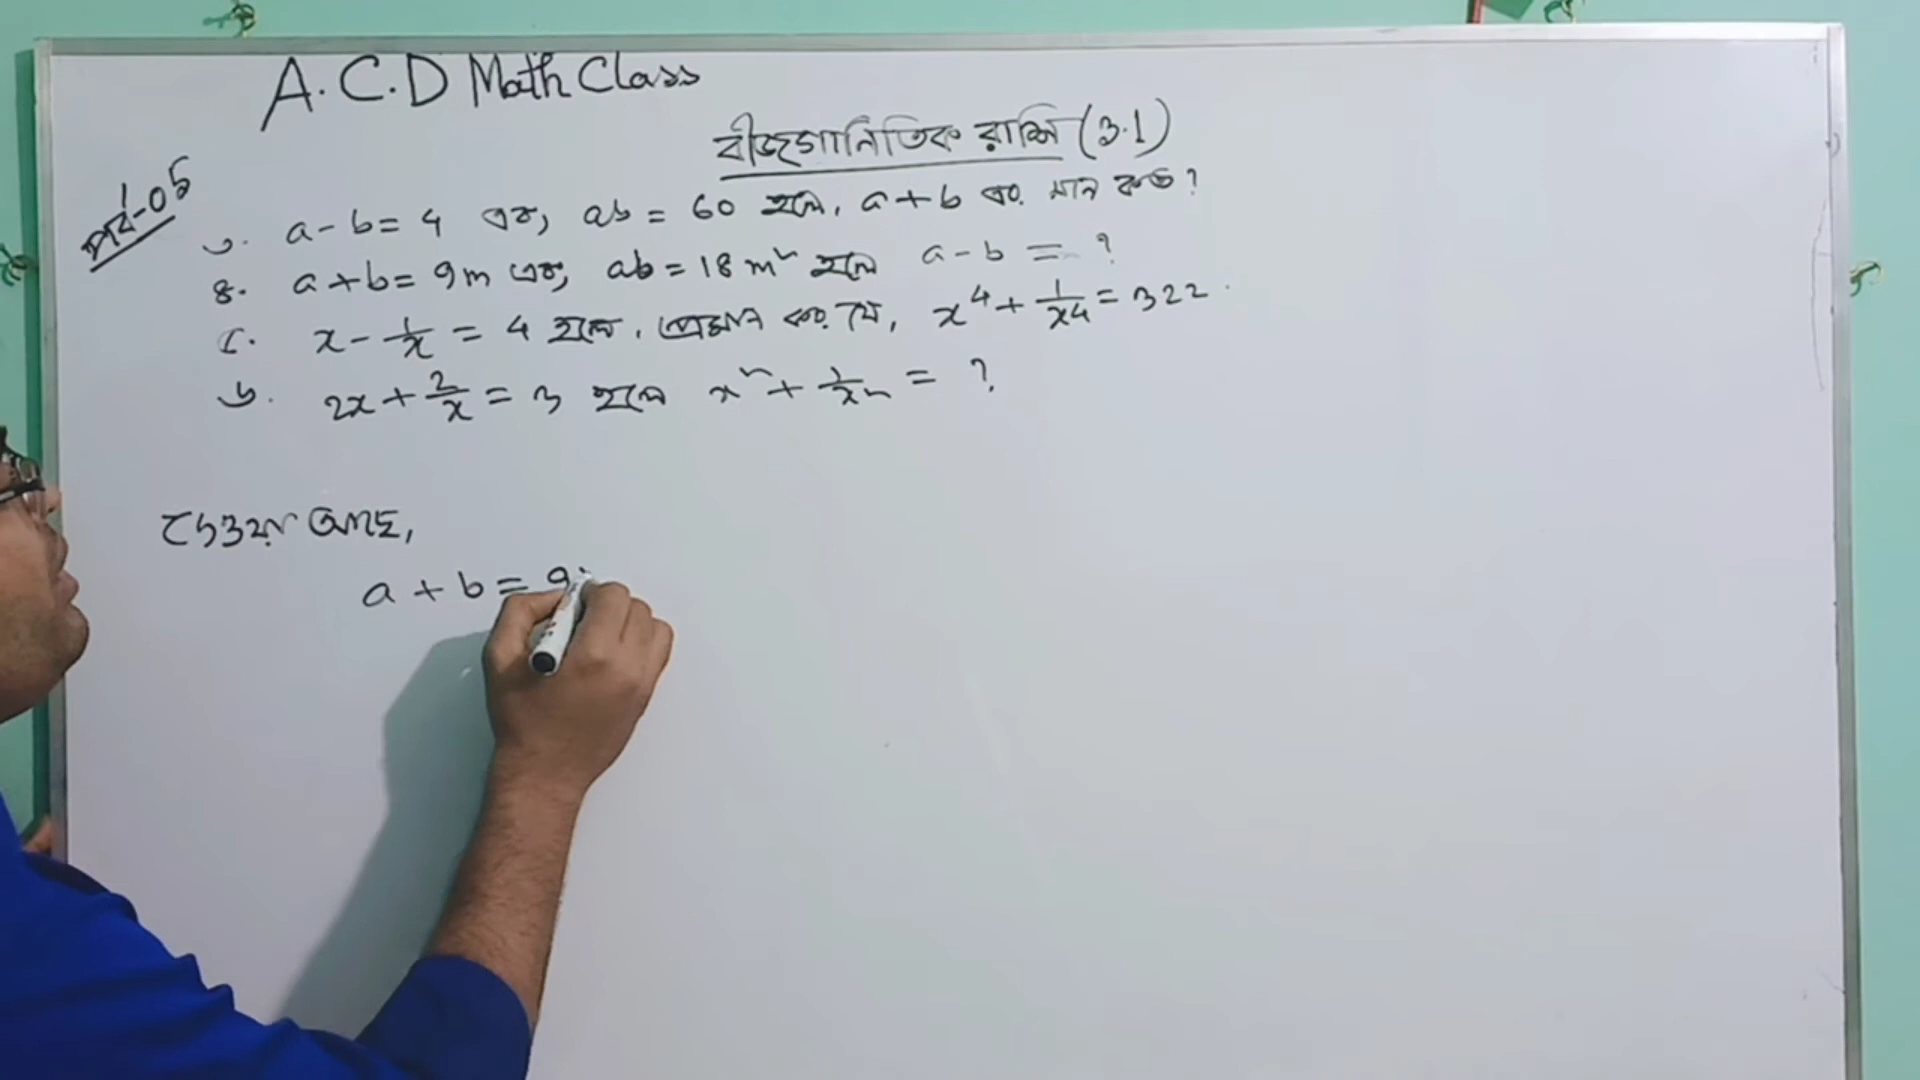 A.C.D Math Class
বীজগানিতিক রাশি (3.1)
পর্ব-05
৩. a - b = 4 এবং, ab = 60 হলে, a + b এর মান কত?
৪. a + b = 9m এবং, ab = 18m² হলে a - b = ?
৫. x - 1/x = 4 হলে, প্রমান কর যে, x⁴ + 1/x⁴ = 322.
৬. 2x + 2/x = 3 হলে x² + 1/x² = ?
দেওয়া আছে,
a + b = 9